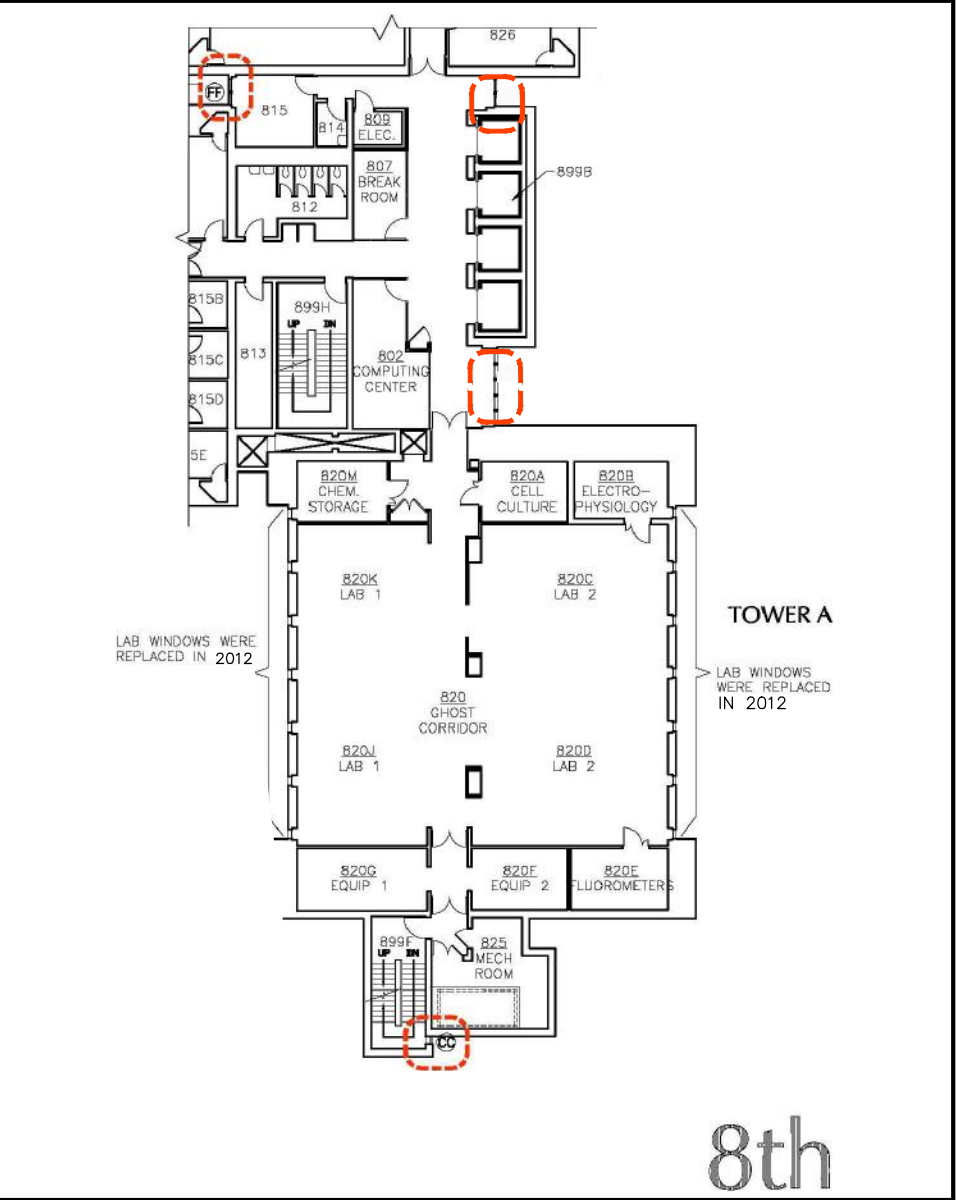 826
FF
815
814
809
ELEC.
807
BREAK
ROOM
899B
812
815B
899H
UP DN
815C
813
802
COMPUTING
CENTER
815D
5E
820M
CHEM.
STORAGE
820A
CELL
CULTURE
820B
ELECTRO-
PHYSIOLOGY
820K
LAB 1
820C
LAB 2
TOWER A
LAB WINDOWS WERE
REPLACED IN 2012
LAB WINDOWS
WERE REPLACED
IN 2012
820
GHOST
CORRIDOR
820J
LAB 1
820D
LAB 2
820G
EQUIP 1
820F
EQUIP 2
820E
FLUOROMETERS
899F
UP DN
825
MECH
ROOM
CC
8th